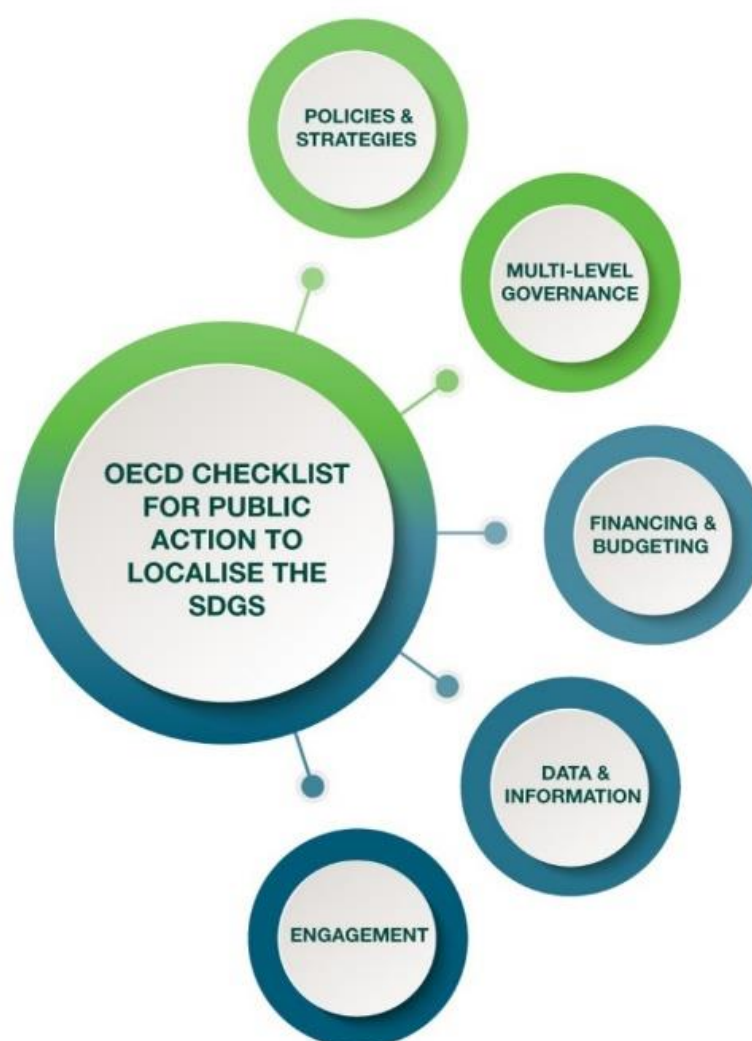 POLICIES &
STRATEGIES
MULTI-LEVEL
GOVERNANCE
OECD CHECKLIST
FOR PUBLIC
ACTION TO
LOCALISE THE
SDGS
FINANCING &
BUDGETING
DATA &
INFORMATION
ENGAGEMENT